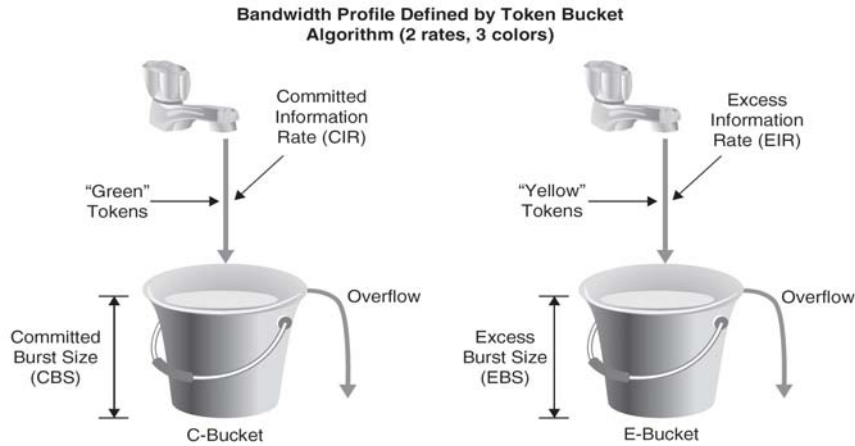 Bandwidth Profile Defined by Token Bucket
Algorithm (2 rates, 3 colors)
Committed
Information
Rate (CIR)
“Green”
Tokens
Overflow
Committed
Burst Size
(CBS)
C-Bucket
Excess
Information
Rate (EIR)
“Yellow”
Tokens
Overflow
Excess
Burst Size
(EBS)
E-Bucket